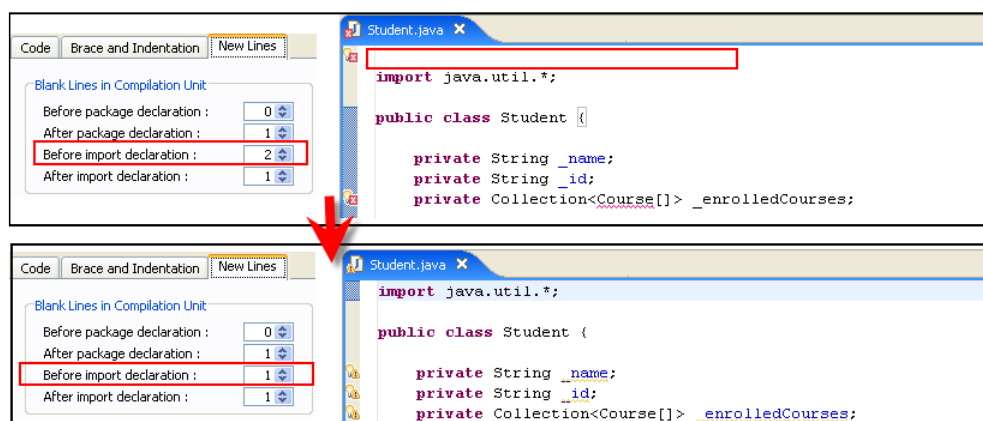 Student.java
Code Brace and Indentation New Lines
import java.util.*;
Blank Lines in Compilation Unit
Before package declaration : 0
public class Student {
After package declaration : 1
Before import declaration : 2
private String _name;
After import declaration : 1
private String _id;
private Collection<Course[]> _enrolledCourses;
Student.java
Code Brace and Indentation New Lines
import java.util.*;
Blank Lines in Compilation Unit
Before package declaration : 0
public class Student {
After package declaration : 1
Before import declaration : 1
private String _name;
After import declaration : 1
private String _id;
private Collection<Course[]> _enrolledCourses;